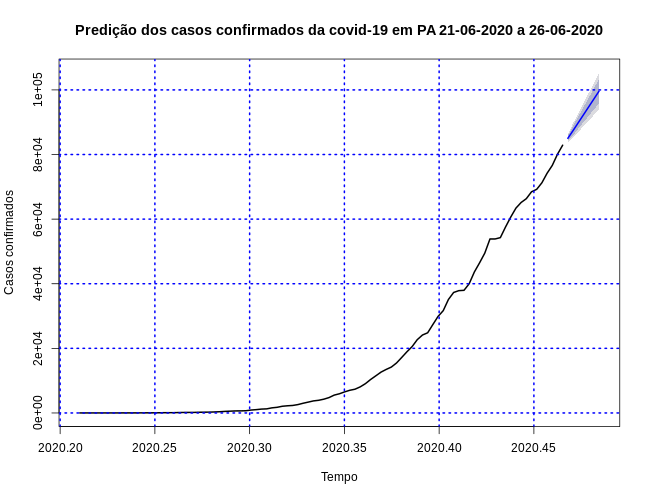 Predição dos casos confirmados da covid-19 em PA 21-06-2020 a 26-06-2020
Casos confirmados
1e+05
8e+04
6e+04
4e+04
2e+04
0e+00
2020.20 2020.25 2020.30 2020.35 2020.40 2020.45
Tempo